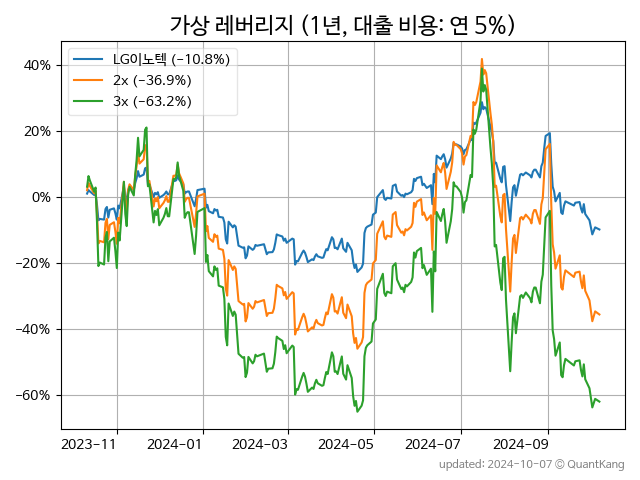 가상 레버리지 (1년, 대출 비용: 연 5%)
LG이노텍 (−10.8%)
2x (−36.9%)
3x (−63.2%)
40%
20%
0%
−20%
−40%
−60%
2023-11 2024-01 2024-03 2024-05 2024-07 2024-09
updated: 2024-10-07 © QuantKang